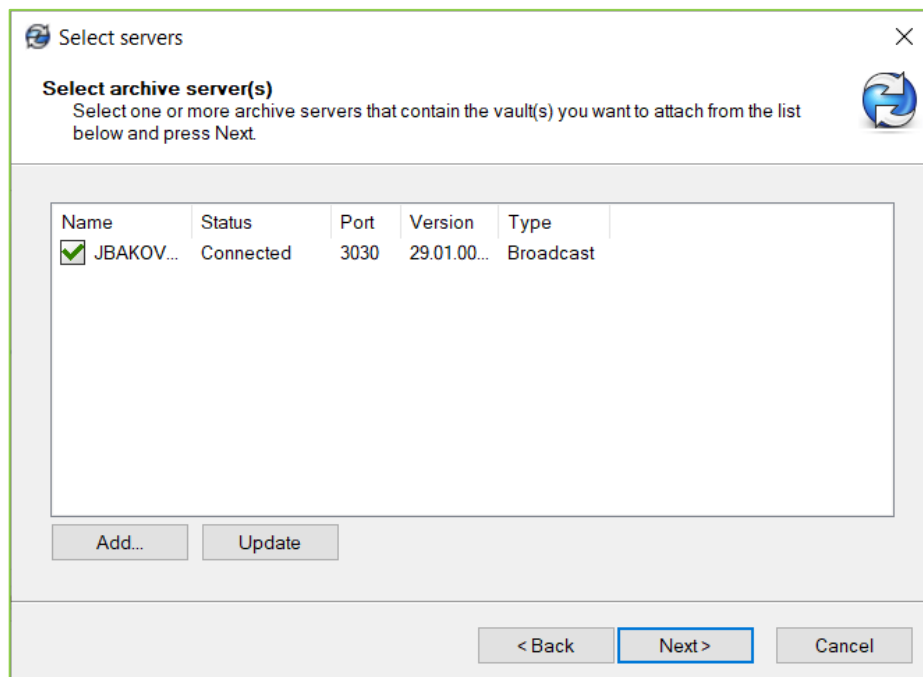 Select servers
Select archive server(s)
Select one or more archive servers that contain the vault(s) you want to attach from the list
below and press Next.
Name Status Port Version Type
JBAKOV... Connected 3030 29.01.00... Broadcast
Add... Update
< Back Next > Cancel